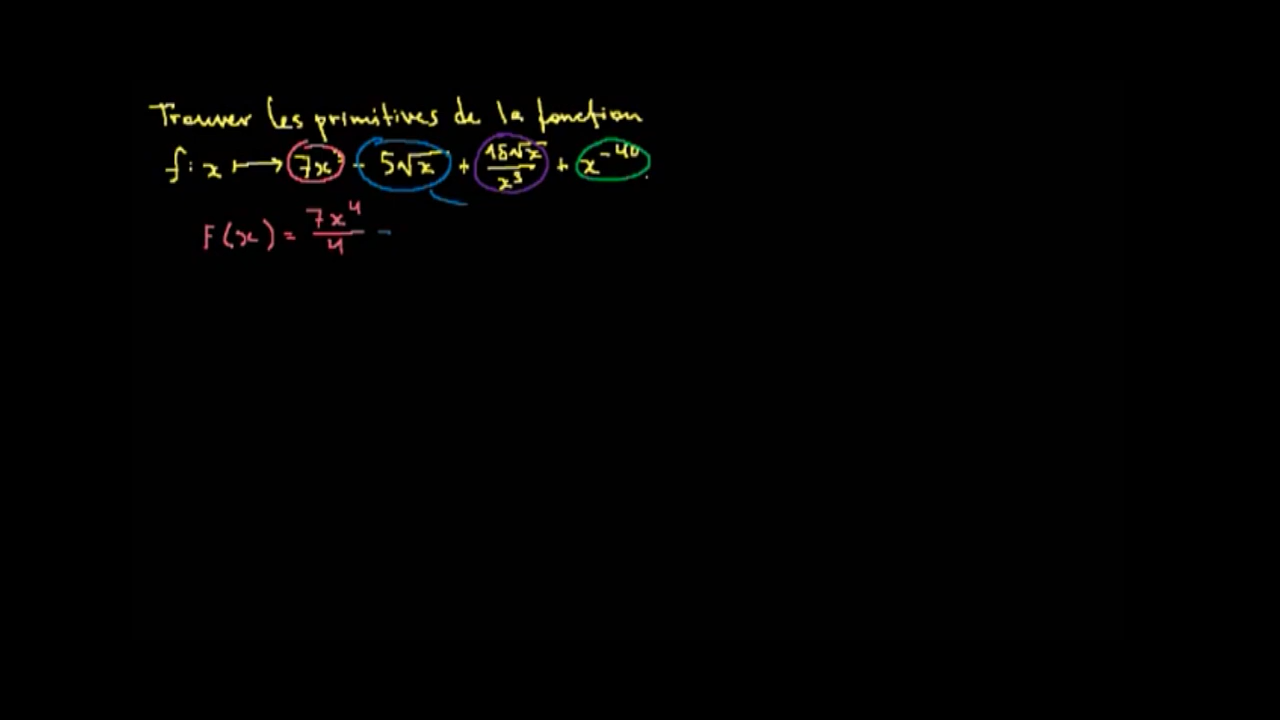 Trouver les primitives de la fonction
f: x ⟼ 7x³ - 5√x + 18√x/x³ + x⁻⁴⁰
F(x) = 7x⁴/4 -